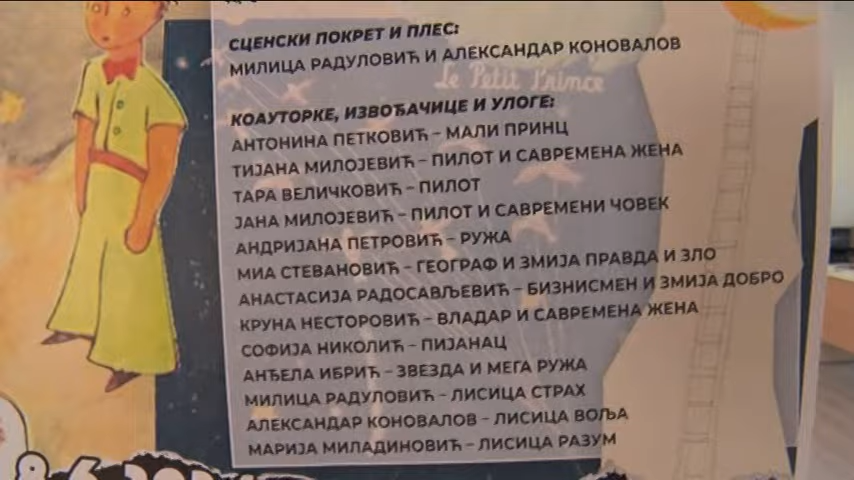 СЦЕНСКИ ПОКРЕТ И ПЛЕС:
МИЛИЦА РАДУЛОВИЋ И АЛЕКСАНДАР КОНОВАЛОВ
Le Petit Prince
КОАУТОРКЕ, ИЗВОЂАЧИЦЕ И УЛОГЕ:
АНТОНИНА ПЕТКОВИЋ – МАЛИ ПРИНЦ
ТИЈАНА МИЛОЈЕВИЋ – ПИЛОТ И САВРЕМЕНА ЖЕНА
ТАРА ВЕЛИЧКОВИЋ – ПИЛОТ
ЈАНА МИЛОЈЕВИЋ – ПИЛОТ И САВРЕМЕНИ ЧОВЕК
АНДРИЈАНА ПЕТРОВИЋ – РУЖА
МИА СТЕВАНОВИЋ – ГЕОГРАФ И ЗМИЈА ПРАВДА И ЗЛО
АНАСТАСИЈА РАДОСАВЉЕВИЋ – БИЗНИСМЕН И ЗМИЈА ДОБРО
КРУНА НЕСТОРОВИЋ – ВЛАДАР И САВРЕМЕНА ЖЕНА
СОФИЈА НИКОЛИЋ – ПИЈАНАЦ
АНЂЕЛА ИБРИЋ – ЗВЕЗДА И МЕГА РУЖА
МИЛИЦА РАДУЛОВИЋ – ЛИСИЦА СТРАХ
АЛЕКСАНДАР КОНОВАЛОВ – ЛИСИЦА ВОЉА
МАРИЈА МИЛАДИНОВИЋ – ЛИСИЦА РАЗУМ